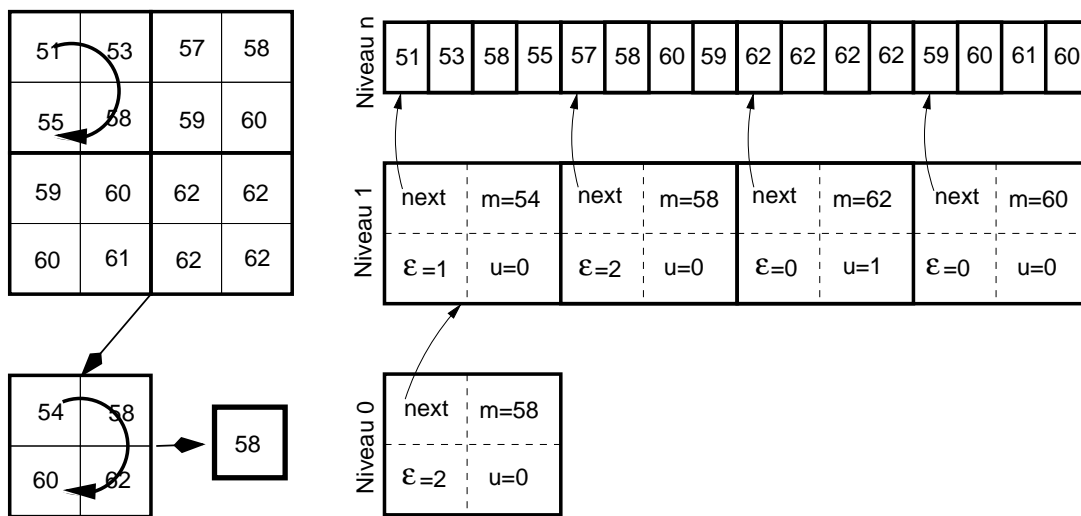 51 53 57 58
55 58 59 60
59 60 62 62
60 61 62 62
54 58
60 62
58
Niveau n
51 53 58 55 57 58 60 59 62 62 62 62 59 60 61 60
Niveau 1
next m=54 next m=58 next m=62 next m=60
ε=1 u=0 ε=2 u=0 ε=0 u=1 ε=0 u=0
Niveau 0
next m=58
ε=2 u=0